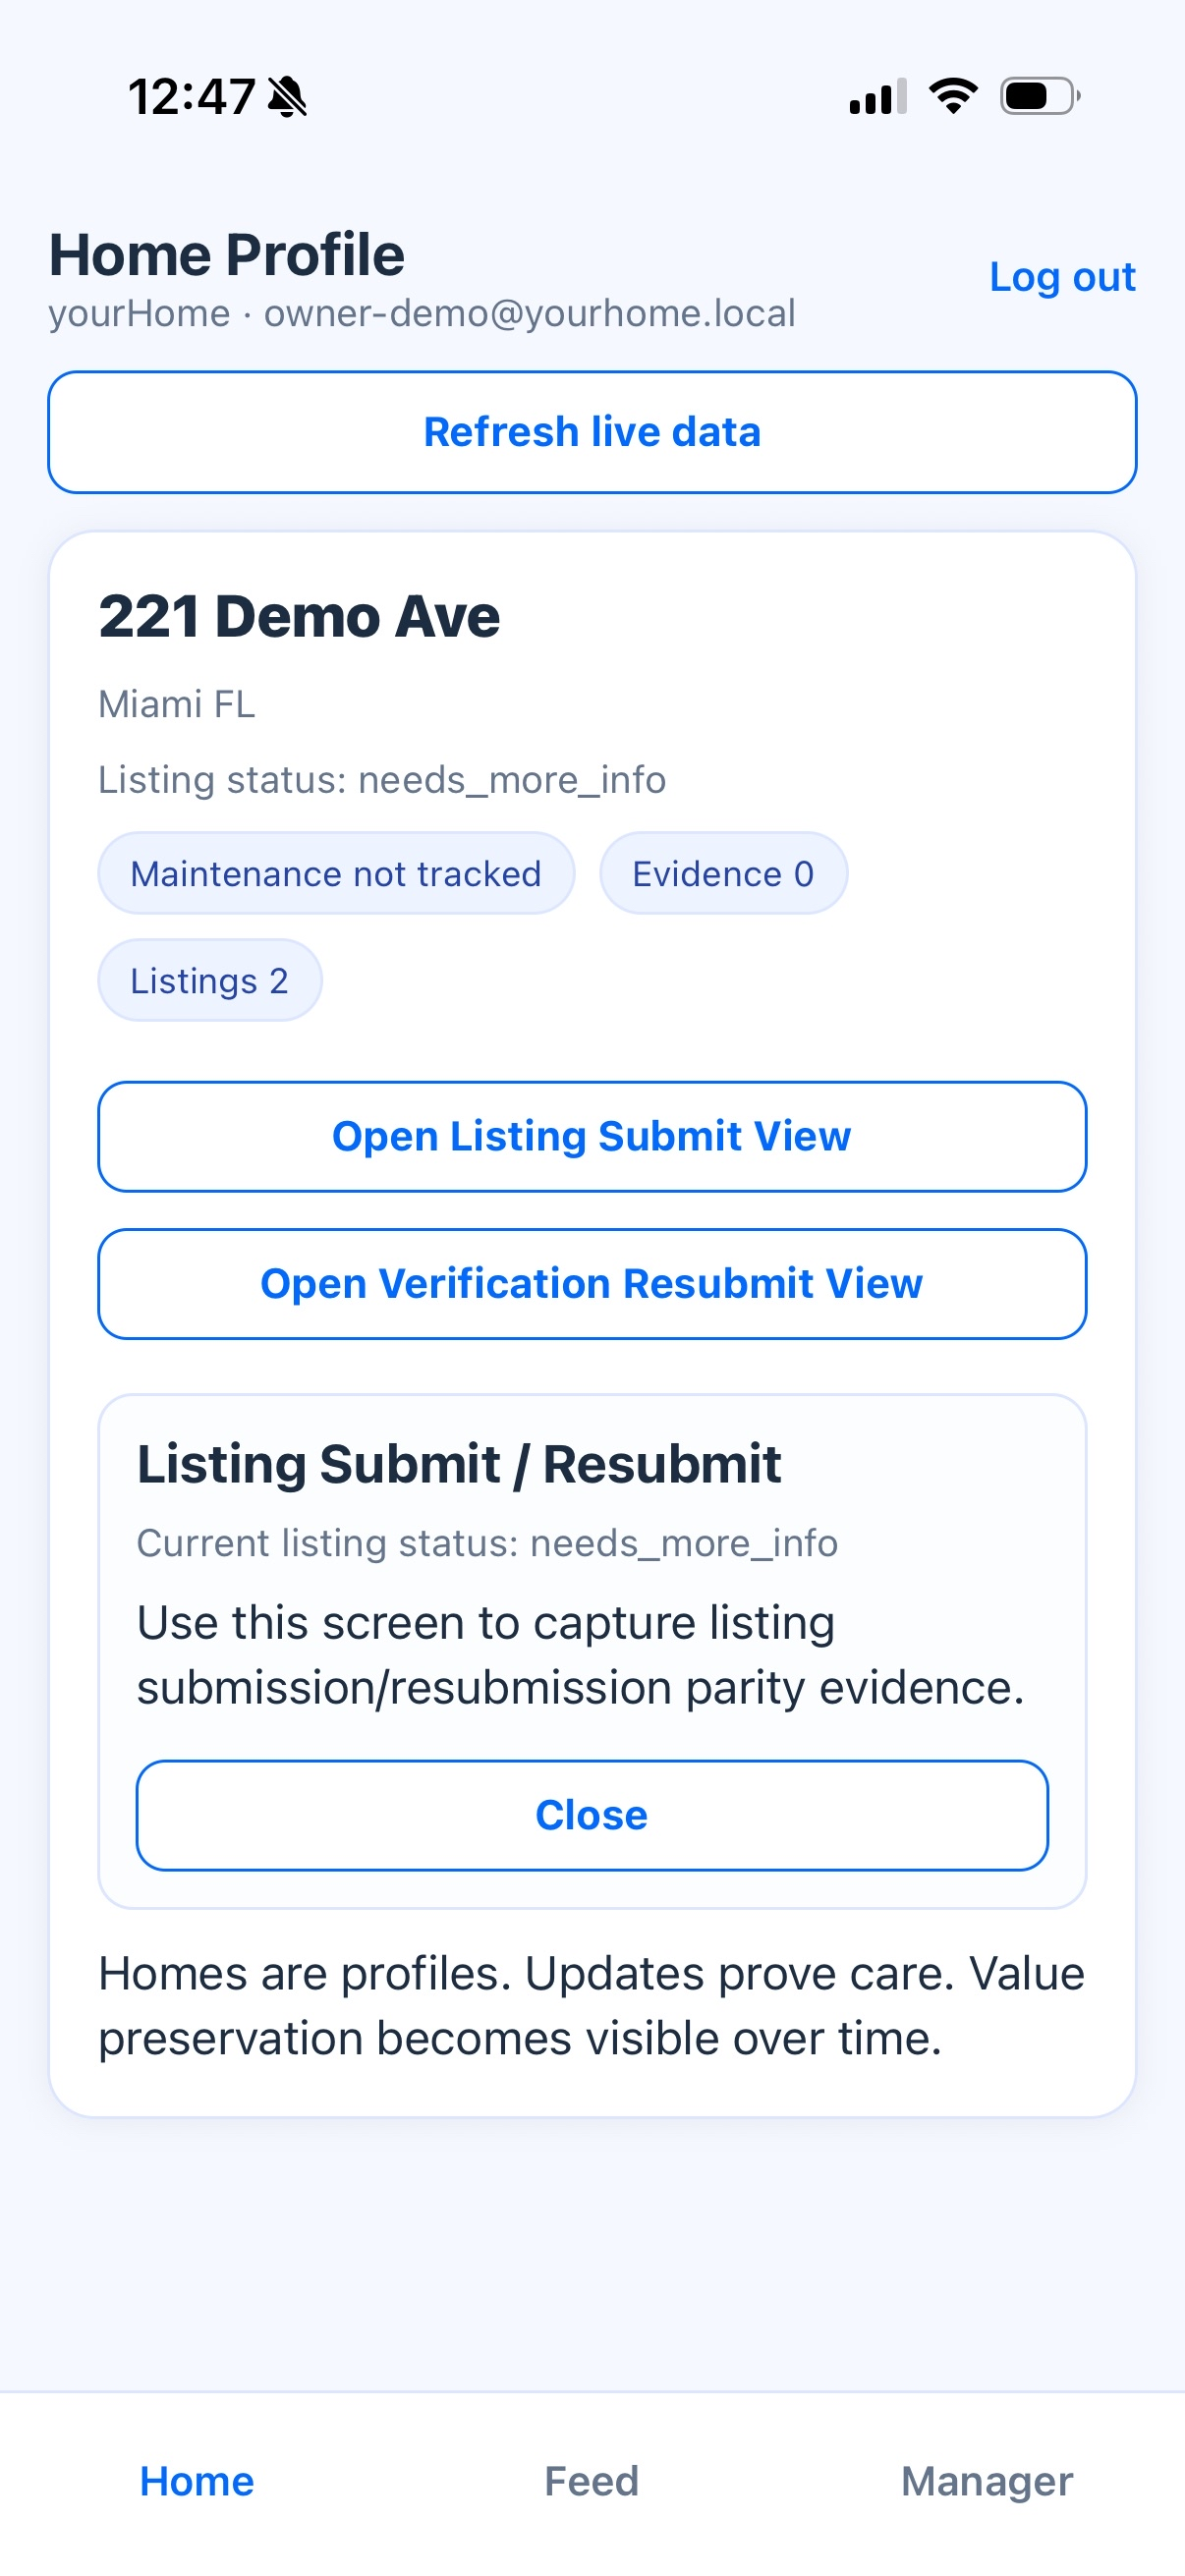 12:47
Home Profile
Log out
yourHome · owner-demo@yourhome.local
Refresh live data
221 Demo Ave
Miami FL
Listing status: needs_more_info
Maintenance not tracked
Evidence 0
Listings 2
Open Listing Submit View
Open Verification Resubmit View
Listing Submit / Resubmit
Current listing status: needs_more_info
Use this screen to capture listing
submission/resubmission parity evidence.
Close
Homes are profiles. Updates prove care. Value
preservation becomes visible over time.
Home
Feed
Manager